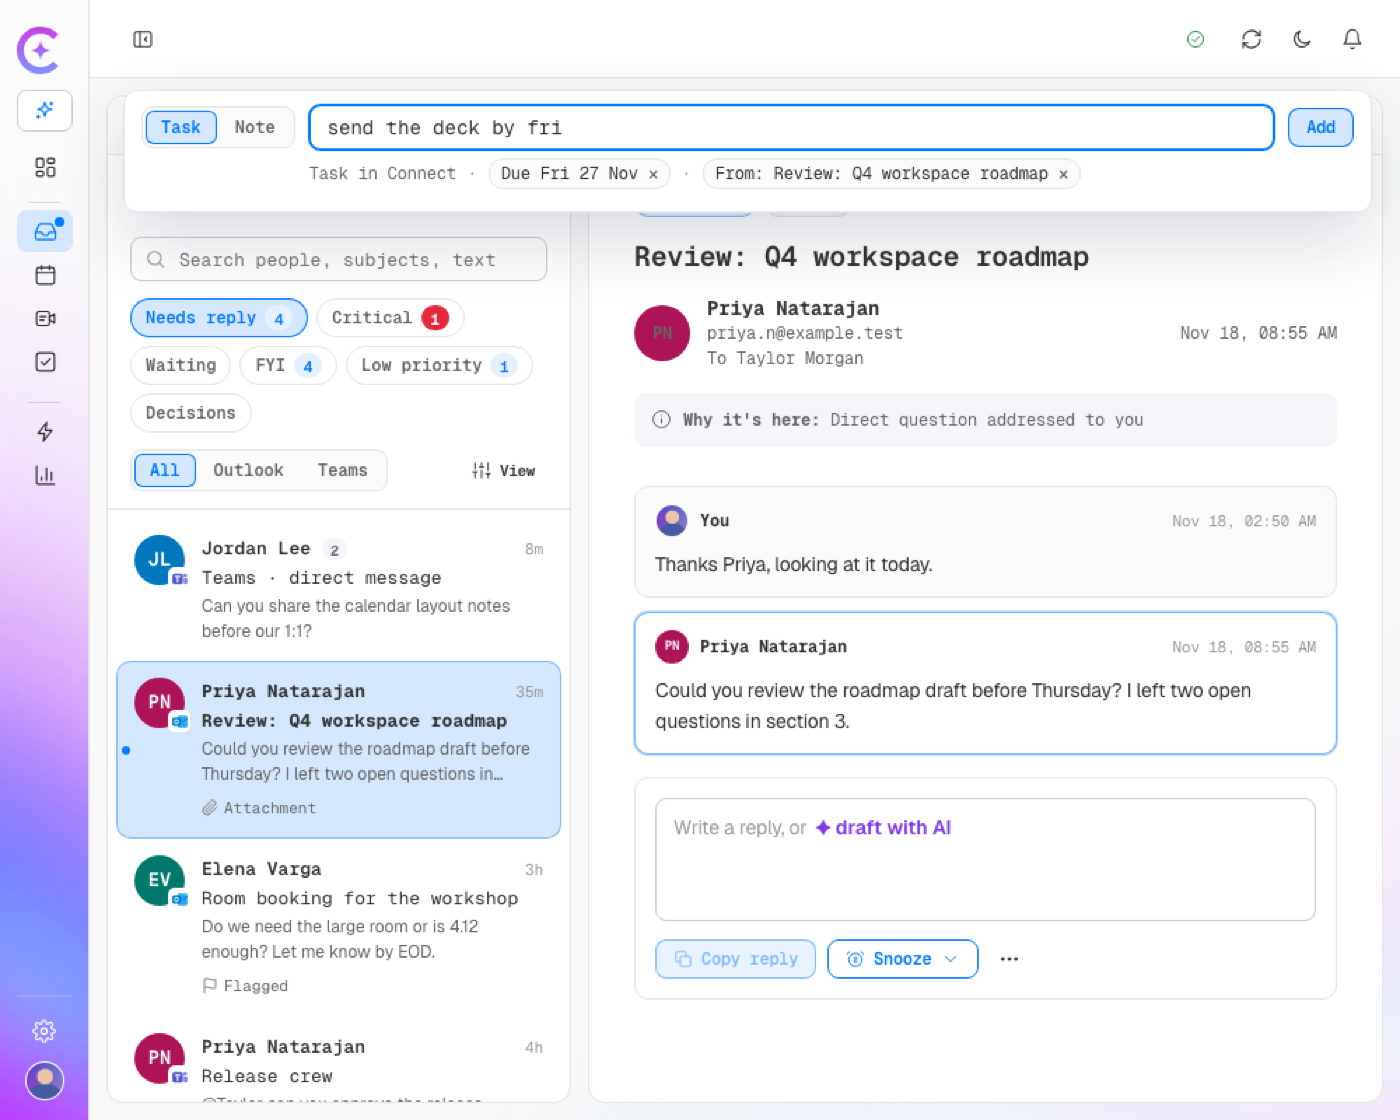 Task Note send the deck by fri Add
Task in Connect · Due Fri 27 Nov × · From: Review: Q4 workspace roadmap ×
Search people, subjects, text
Needs reply 4 Critical 1
Waiting FYI 4 Low priority 1
Decisions
All Outlook Teams View
Jordan Lee 2 8m
JL
Teams · direct message
Can you share the calendar layout notes
before our 1:1?
Priya Natarajan 35m
PN
Review: Q4 workspace roadmap
Could you review the roadmap draft before
Thursday? I left two open questions in…
Attachment
Elena Varga 3h
EV
Room booking for the workshop
Do we need the large room or is 4.12
enough? Let me know by EOD.
Flagged
Priya Natarajan 4h
PN
Release crew
Review: Q4 workspace roadmap
Priya Natarajan
PN
priya.n@example.test Nov 18, 08:55 AM
To Taylor Morgan
Why it's here: Direct question addressed to you
You Nov 18, 02:50 AM
Thanks Priya, looking at it today.
PN Priya Natarajan Nov 18, 08:55 AM
Could you review the roadmap draft before Thursday? I left two open
questions in section 3.
Write a reply, or draft with AI
Copy reply Snooze